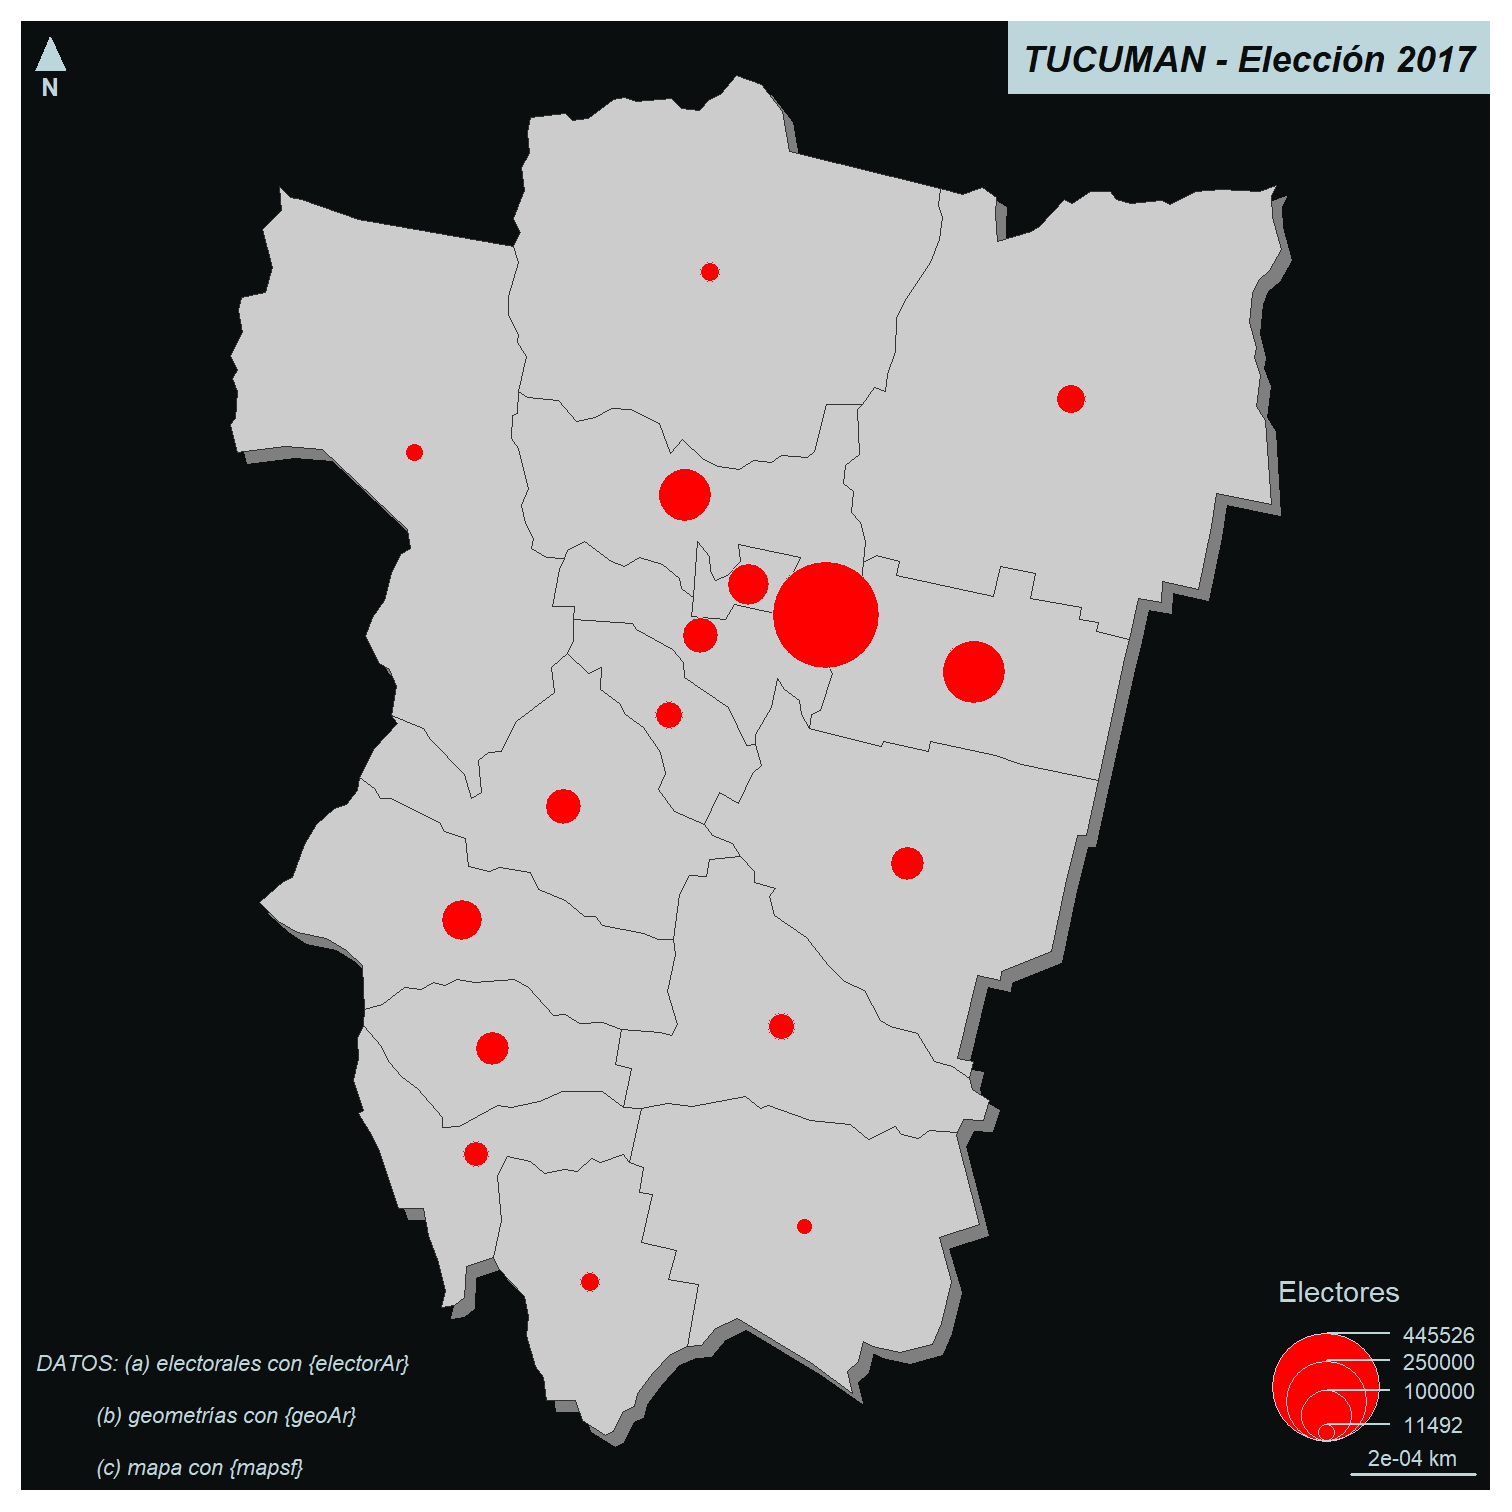 TUCUMAN - Elección 2017
N
Electores
445526
250000
100000
11492
2e-04 km
DATOS: (a) electorales con {electorAr}
(b) geometrías con {geoAr}
(c) mapa con {mapsf}